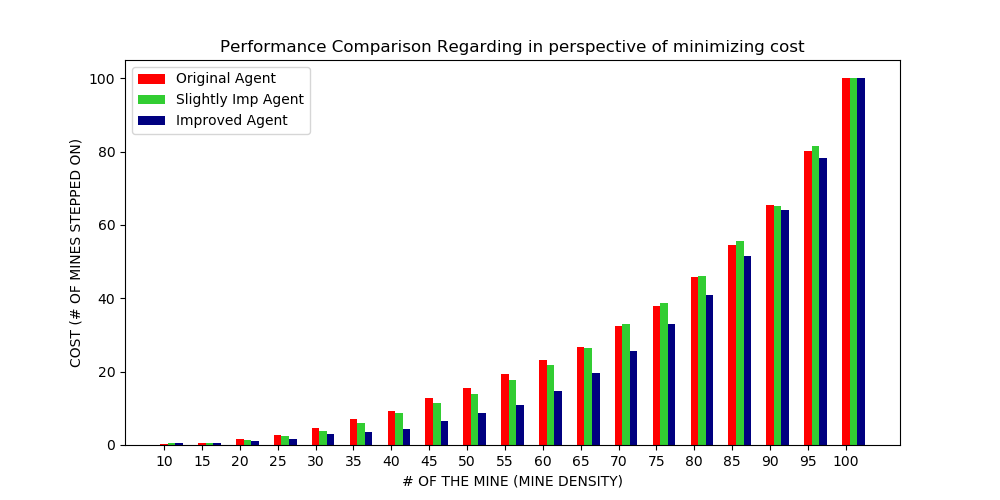 Performance Comparison Regarding in perspective of minimizing cost
Original Agent
Slightly Imp Agent
Improved Agent
COST (# OF MINES STEPPED ON)
100
80
60
40
20
0
10 15 20 25 30 35 40 45 50 55 60 65 70 75 80 85 90 95 100
# OF THE MINE (MINE DENSITY)